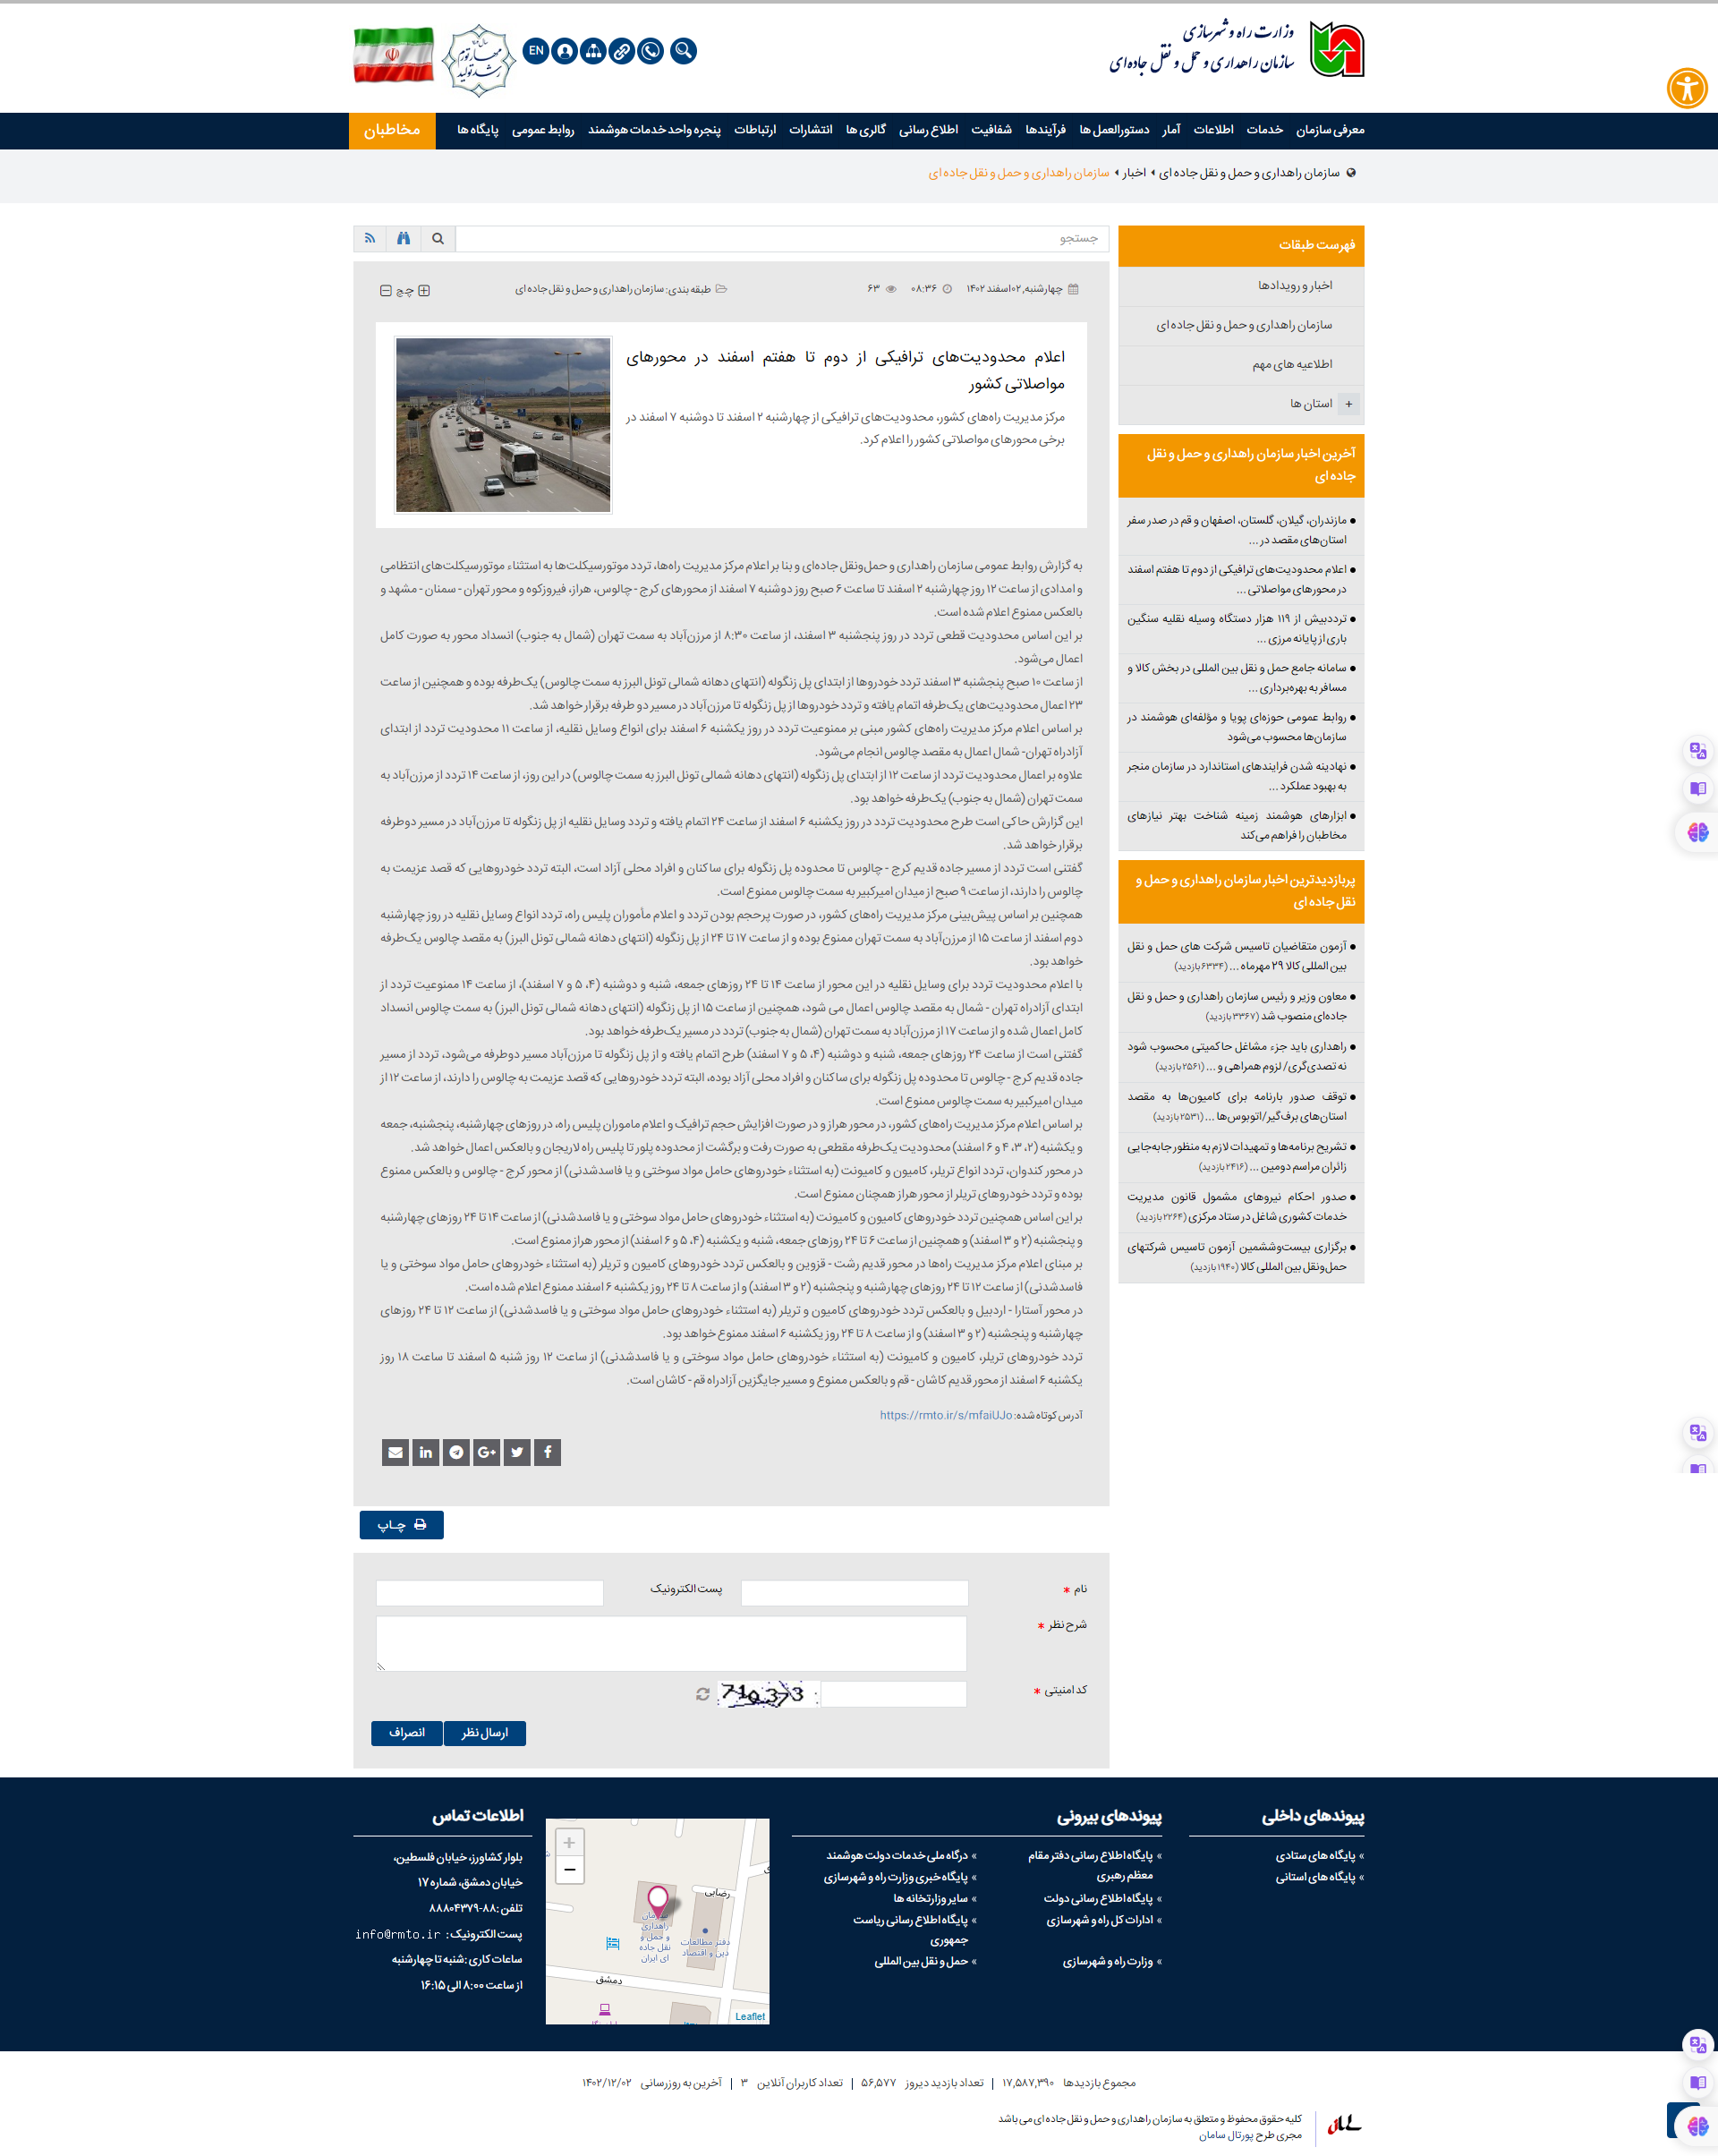 وزارت راه و شهرسازی
سازمان راهداری و حمل و نقل جاده‌ای
EN
معرفی سازمان خدمات اطلاعات آمار دستورالعمل ها فرآیندها شفافیت اطلاع رسانی گالری ها انتشارات ارتباطات پنجره واحد خدمات هوشمند روابط عمومی پایگاه ها مخاطبان
سازمان راهداری و حمل و نقل جاده ای اخبار سازمان راهداری و حمل و نقل جاده ای
فهرست طبقات
اخبار و رویدادها
سازمان راهداری و حمل و نقل جاده ای
اطلاعیه های مهم
+ استان ها
آخرین اخبار سازمان راهداری و حمل و نقل
جاده ای
مازندران، گیلان، گلستان، اصفهان و قم در صدر سفر
استان‌های مقصد در ...
اعلام محدودیت‌های ترافیکی از دوم تا هفتم اسفند
در محورهای مواصلاتی ...
ترددبیش از ۱۱۹ هزار دستگاه وسیله نقلیه سنگین
باری از پایانه مرزی ...
سامانه جامع حمل و نقل بین المللی در بخش کالا و
مسافر به بهره‌برداری ...
روابط عمومی حوزه‌ای پویا و مؤلفه‌ای هوشمند در
سازمان‌ها محسوب می‌شود
نهادینه شدن فرایندهای استاندارد در سازمان منجر
به بهبود عملکرد ...
ابزارهای هوشمند زمینه شناخت بهتر نیازهای
مخاطبان را فراهم می‌کند
پربازدیدترین اخبار سازمان راهداری و حمل و
نقل جاده ای
آزمون متقاضیان تاسیس شرکت های حمل و نقل
بین المللی کالا ۲۹ مهرماه ... (۶۳۳۴ بازدید)
معاون وزیر و رئیس سازمان راهداری و حمل و نقل
جاده‌ای منصوب شد (۳۳۶۷ بازدید)
راهداری باید جزء مشاغل حاکمیتی محسوب شود
نه تصدی‌گری/ لزوم همراهی و ... (۲۵۶۱ بازدید)
توقف صدور بارنامه برای کامیون‌ها به مقصد
استان‌های برف‌گیر/اتوبوس‌ها ... (۲۵۳۱ بازدید)
تشریح برنامه‌ها و تمهیدات لازم به منظور جابه‌جایی
زائران مراسم دومین ... (۲۴۱۶ بازدید)
صدور احکام نیروهای مشمول قانون مدیریت
خدمات کشوری شاغل در ستاد مرکزی (۲۲۶۴ بازدید)
برگزاری بیست‌وششمین آزمون تاسیس شرکتهای
حمل‌ونقل بین المللی کالا (۱۹۴۰ بازدید)
جستجو
چهارشنبه, ۰۲ اسفند ۱۴۰۲ ۰۸:۳۶ ۶۳ طبقه بندی: سازمان راهداری و حمل و نقل جاده ای چ چ
اعلام محدودیت‌های ترافیکی از دوم تا هفتم اسفند در محورهای
مواصلاتی کشور
مرکز مدیریت راه‌های کشور، محدودیت‌های ترافیکی از چهارشنبه ۲ اسفند تا دوشنبه ۷ اسفند در
برخی محورهای مواصلاتی کشور را اعلام کرد.
به گزارش روابط عمومی سازمان راهداری و حمل‌ونقل جاده‌ای و بنا بر اعلام مرکز مدیریت راه‌ها، تردد موتورسیکلت‌ها به استثناء موتورسیکلت‌های انتظامی
و امدادی از ساعت ۱۲ روز چهارشنبه ۲ اسفند تا ساعت ۶ صبح روز دوشنبه ۷ اسفند از محورهای کرج - چالوس، هراز، فیروزکوه و محور تهران - سمنان - مشهد و
بالعکس ممنوع اعلام شده است.
بر این اساس محدودیت قطعی تردد در روز پنجشنبه ۳ اسفند، از ساعت ۸:۳۰ از مرزن‌آباد به سمت تهران (شمال به جنوب) انسداد محور به صورت کامل
اعمال می‌شود.
از ساعت ۱۰ صبح پنجشنبه ۳ اسفند تردد خودروها از ابتدای پل زنگوله (انتهای دهانه شمالی تونل البرز به سمت چالوس) یک‌طرفه بوده و همچنین از ساعت
۲۳ اعمال محدودیت‌های یک‌طرفه اتمام یافته و تردد خودروها از پل زنگوله تا مرزن‌آباد در مسیر دو طرفه برقرار خواهد شد.
بر اساس اعلام مرکز مدیریت راه‌های کشور مبنی بر ممنوعیت تردد در روز یکشنبه ۶ اسفند برای انواع وسایل نقلیه، از ساعت ۱۱ محدودیت تردد از ابتدای
آزادراه تهران- شمال اعمال به مقصد چالوس انجام می‌شود.
علاوه بر اعمال محدودیت تردد از ساعت ۱۲ از ابتدای پل زنگوله (انتهای دهانه شمالی تونل البرز به سمت چالوس) در این روز، از ساعت ۱۴ تردد از مرزن‌آباد به
سمت تهران (شمال به جنوب) یک‌طرفه خواهد بود.
این گزارش حاکی است طرح محدودیت تردد در روز یکشنبه ۶ اسفند از ساعت ۲۴ اتمام یافته و تردد وسایل نقلیه از پل زنگوله تا مرزن‌آباد در مسیر دوطرفه
برقرار خواهد شد.
گفتنی است تردد از مسیر جاده قدیم کرج - چالوس تا محدوده پل زنگوله برای ساکنان و افراد محلی آزاد است، البته تردد خودروهایی که قصد عزیمت به
چالوس را دارند، از ساعت ۹ صبح از میدان امیرکبیر به سمت چالوس ممنوع است.
همچنین بر اساس پیش‌بینی مرکز مدیریت راه‌های کشور، در صورت پرحجم بودن تردد و اعلام مأموران پلیس راه، تردد انواع وسایل نقلیه در روز چهارشنبه
دوم اسفند از ساعت ۱۵ از مرزن‌آباد به سمت تهران ممنوع بوده و از ساعت ۱۷ تا ۲۴ از پل زنگوله (انتهای دهانه شمالی تونل البرز) به مقصد چالوس یک‌طرفه
خواهد بود.
با اعلام محدودیت تردد برای وسایل نقلیه در این محور از ساعت ۱۴ تا ۲۴ روزهای جمعه، شنبه و دوشنبه (۴، ۵ و ۷ اسفند)، از ساعت ۱۴ ممنوعیت تردد از
ابتدای آزاد‌راه تهران - شمال به مقصد چالوس اعمال می شود، همچنین از ساعت ۱۵ از پل زنگوله (انتهای دهانه شمالی تونل البرز) به سمت چالوس انسداد
کامل اعمال شده و از ساعت ۱۷ از مرزن‌آباد به سمت تهران (شمال به جنوب) تردد در مسیر یک‌طرفه خواهد بود.
گفتنی است از ساعت ۲۴ روزهای جمعه، شنبه و دوشنبه (۴، ۵ و ۷ اسفند) طرح اتمام یافته و از پل زنگوله تا مرزن‌آباد مسیر دوطرفه می‌شود، تردد از مسیر
جاده قدیم کرج - چالوس تا محدوده پل زنگوله برای ساکنان و افراد محلی آزاد بوده، البته تردد خودروهایی که قصد عزیمت به چالوس را دارند، از ساعت ۱۲ از
میدان امیرکبیر به سمت چالوس ممنوع است.
بر اساس اعلام مرکز مدیریت راه‌های کشور، در محور هراز و در صورت افزایش حجم ترافیک و اعلام ماموران پلیس راه، در روزهای چهارشنبه، پنجشنبه، جمعه
و یکشنبه (۲، ۳، ۴ و ۶ اسفند) محدودیت یک‌طرفه مقطعی به صورت رفت و برگشت از محدوده پلور تا پلیس راه لاریجان و بالعکس اعمال خواهد شد.
در محور کندوان، تردد انواع تریلر، کامیون و کامیونت (به استثناء خودروهای حامل مواد سوختی و یا فاسدشدنی) از محور کرج - چالوس و بالعکس ممنوع
بوده و تردد خودروهای تریلر از محور هراز همچنان ممنوع است.
بر این اساس همچنین تردد خودروهای کامیون و کامیونت (به استثناء خودروهای حامل مواد سوختی و یا فاسدشدنی) از ساعت ۱۴ تا ۲۴ روزهای چهارشنبه
و پنجشنبه (۲ و ۳ اسفند) و همچنین از ساعت ۶ تا ۲۴ روزهای جمعه، شنبه و یکشنبه (۴، ۵ و ۶ اسفند) از محور هراز ممنوع است.
بر مبنای اعلام مرکز مدیریت راه‌ها در محور قدیم رشت - قزوین و بالعکس تردد خودروهای کامیون و تریلر (به استثناء خودروهای حامل مواد سوختی و یا
فاسدشدنی) از ساعت ۱۲ تا ۲۴ روزهای چهارشنبه و پنجشنبه (۲ و ۳ اسفند) و از ساعت ۸ تا ۲۴ روز یکشنبه ۶ اسفند ممنوع اعلام شده است.
در محور آستارا - اردبیل و بالعکس تردد خودروهای کامیون و تریلر (به استثناء خودروهای حامل مواد سوختی و یا فاسدشدنی) از ساعت ۱۲ تا ۲۴ روزهای
چهارشنبه و پنجشنبه (۲ و ۳ اسفند) و از ساعت ۸ تا ۲۴ روز یکشنبه ۶ اسفند ممنوع خواهد بود.
تردد خودروهای تریلر، کامیون و کامیونت (به استثناء خودروهای حامل مواد سوختی و یا فاسدشدنی) از ساعت ۱۲ روز شنبه ۵ اسفند تا ساعت ۱۸ روز
یکشنبه ۶ اسفند از محور قدیم کاشان - قم و بالعکس ممنوع و مسیر جایگزین آزادراه قم - کاشان است.
آدرس کوتاه شده: https://rmto.ir/s/mfaiUJo
چـاپ
نام *
پست الکترونیک
شرح نظر *
کد امنیتی *
710373
ارسال نظر
انصراف
پیوندهای داخلی
» پایگاه های ستادی
» پایگاه های استانی
پیوندهای بیرونی
» پایگاه اطلاع رسانی دفتر مقام
معظم رهبری
» پایگاه اطلاع رسانی دولت
» ادارات کل راه و شهرسازی
» وزارت راه و شهرسازی
» درگاه ملی خدمات دولت هوشمند
» پایگاه خبری وزارت راه و شهرسازی
» سایر وزارتخانه ها
» پایگاه اطلاع رسانی ریاست
جمهوری
» حمل و نقل بین المللی
+
−
رضایی
راهداری
و حمل و
نقل جاده
ای ایران
دفتر مطالعات
دین و اقتصاد
دمشق
Leaflet
اطلاعات تماس
بلوار کشاورز، خیابان فلسطین،
خیابان دمشق، شماره ۱۷
تلفن :۸۸-۸۸۸۰۴۳۷۹
پست الکترونیک : info@rmto.ir
ساعات کاری :شنبه تا چهارشنبه
از ساعت ۸:۰۰ الی ۱۶:۱۵
مجموع بازدیدها ۱۷,۵۸۷,۳۹۰ | تعداد بازدید دیروز ۵۶,۵۷۷ | تعداد کاربران آنلاین ۳ | آخرین به روزرسانی ۱۴۰۲/۱۲/۰۲
کلیه حقوق محفوظ و متعلق به سازمان راهداری و حمل و نقل جاده ای می باشد
مجری طرح پورتال سامان